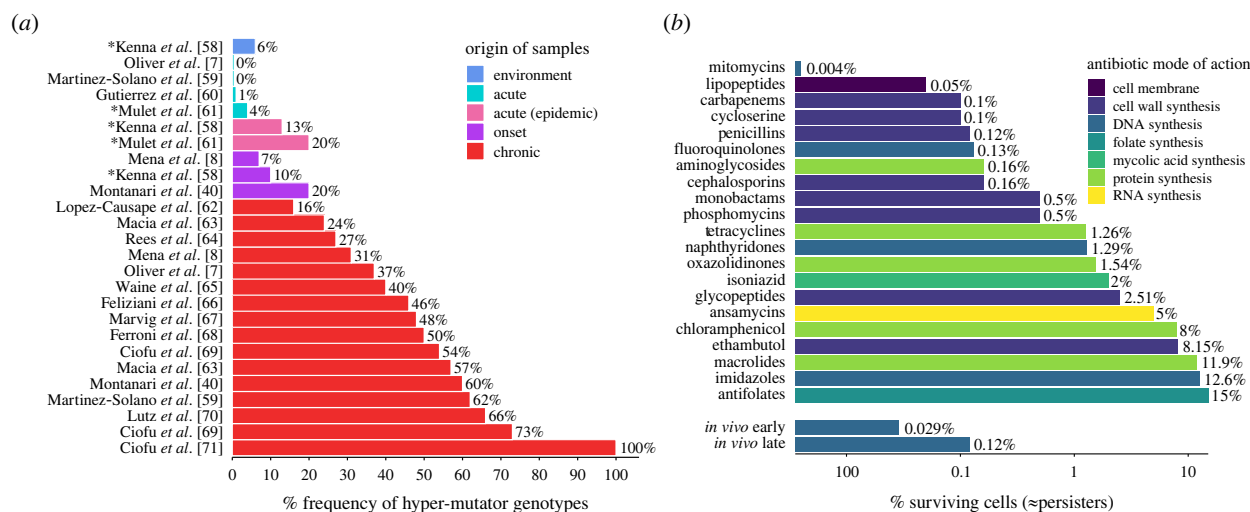 (a)
*Kenna et al. [58] 6%
Oliver et al. [7] 0%
Martinez-Solano et al. [59] 0%
Gutierrez et al. [60] 1%
*Mulet et al. [61] 4%
*Kenna et al. [58] 13%
*Mulet et al. [61] 20%
Mena et al. [8] 7%
*Kenna et al. [58] 10%
Montanari et al. [40] 20%
Lopez-Causape et al. [62] 16%
Macia et al. [63] 24%
Rees et al. [64] 27%
Mena et al. [8] 31%
Oliver et al. [7] 37%
Waine et al. [65] 40%
Feliziani et al. [66] 46%
Marvig et al. [67] 48%
Ferroni et al. [68] 50%
Ciofu et al. [69] 54%
Macia et al. [63] 57%
Montanari et al. [40] 60%
Martinez-Solano et al. [59] 62%
Lutz et al. [70] 66%
Ciofu et al. [69] 73%
Ciofu et al. [71] 100%
0 10 20 30 40 50 60 70 80 90 100
% frequency of hyper-mutator genotypes
origin of samples
environment
acute
acute (epidemic)
onset
chronic
(b)
mitomycins 0.004%
lipopeptides 0.05%
carbapenems 0.1%
cycloserine 0.1%
penicillins 0.12%
fluoroquinolones 0.13%
aminoglycosides 0.16%
cephalosporins 0.16%
monobactams 0.5%
phosphomycins 0.5%
tetracyclines 1.26%
naphthyridones 1.29%
oxazolidinones 1.54%
isoniazid 2%
glycopeptides 2.51%
ansamycins 5%
chloramphenicol 8%
ethambutol 8.15%
macrolides 11.9%
imidazoles 12.6%
antifolates 15%
in vivo early 0.029%
in vivo late 0.12%
100 0.1 1 10
% surviving cells (≈persisters)
antibiotic mode of action
cell membrane
cell wall synthesis
DNA synthesis
folate synthesis
mycolic acid synthesis
protein synthesis
RNA synthesis